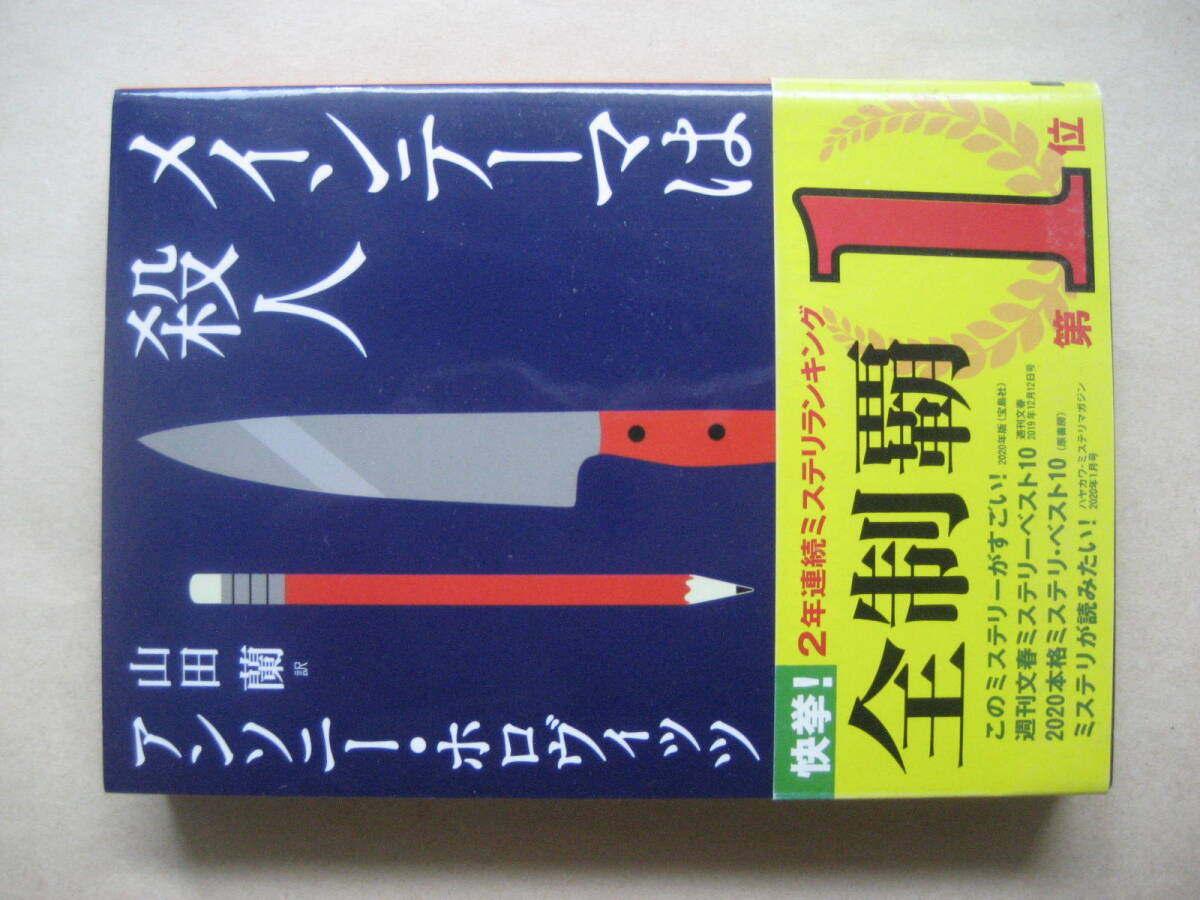 メインテーマは
殺人
アンソニー・ホロヴィッツ
山田 蘭 訳
快挙!
2年連続ミステリランキング
全制覇
第1位
このミステリーがすごい! 2020年版(宝島社)
週刊文春ミステリーベスト10 週刊文春 2019年12月12日号
2020本格ミステリ・ベスト10(原書房)
ミステリが読みたい! ハヤカワ・ミステリマガジン 2020年1月号